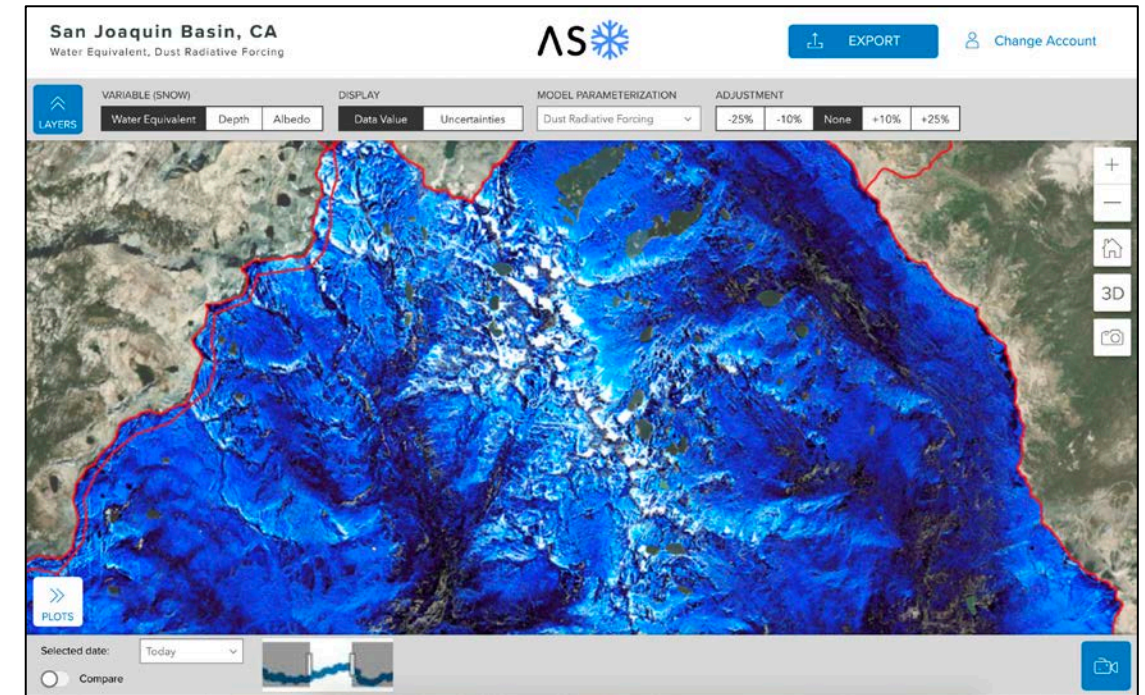 San Joaquin Basin, CA
Water Equivalent, Dust Radiative Forcing
ASO
EXPORT
Change Account
LAYERS
VARIABLE (SNOW)
Water Equivalent Depth Albedo
DISPLAY
Data Value Uncertainties
MODEL PARAMETERIZATION
Dust Radiative Forcing
ADJUSTMENT
-25% -10% None +10% +25%
+
—
3D
PLOTS
Selected date: Today
Compare